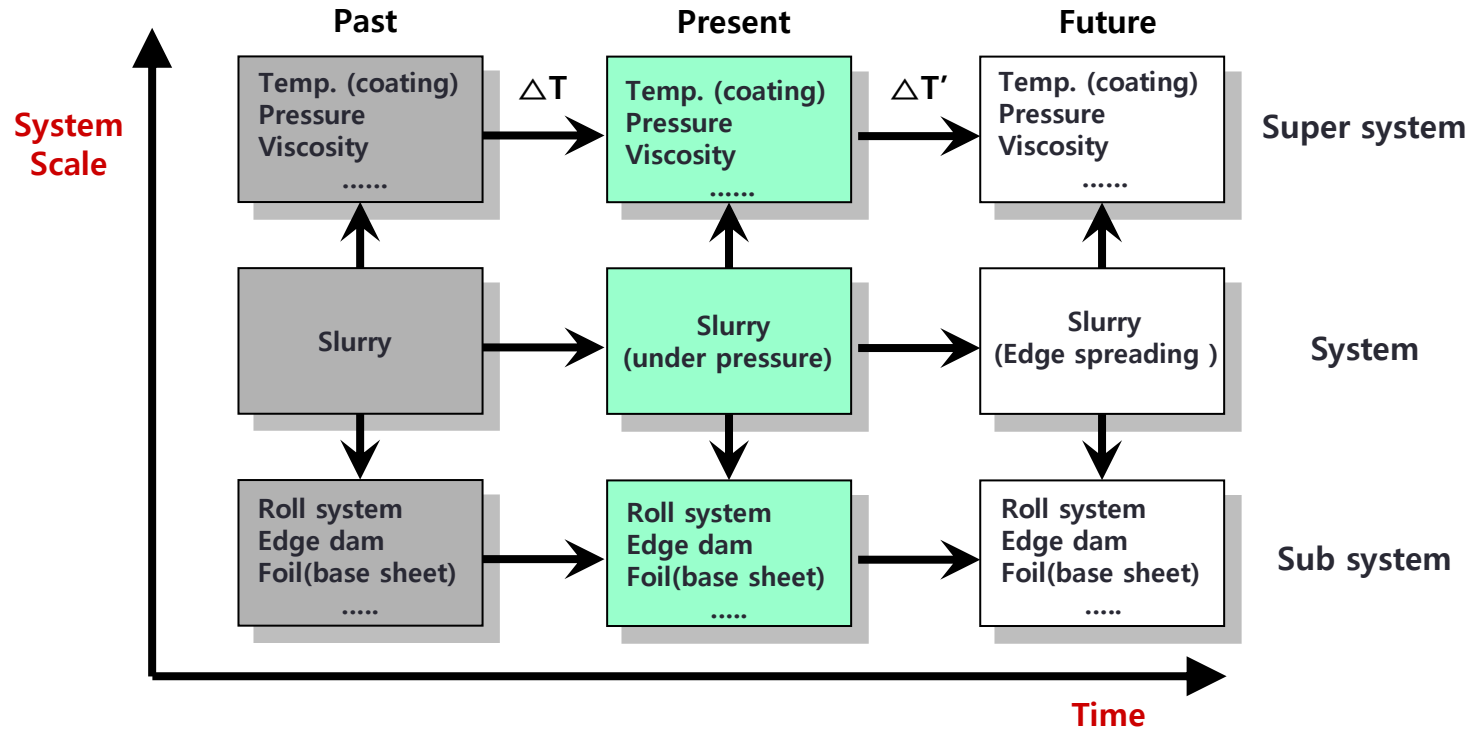 Past
Present
Future
System
Scale
Temp. (coating)
Pressure
Viscosity
......
△T
Temp. (coating)
Pressure
Viscosity
......
△T’
Temp. (coating)
Pressure
Viscosity
......
Super system
Slurry
Slurry
(under pressure)
Slurry
(Edge spreading )
System
Roll system
Edge dam
Foil(base sheet)
.....
Roll system
Edge dam
Foil(base sheet)
.....
Roll system
Edge dam
Foil(base sheet)
.....
Sub system
Time